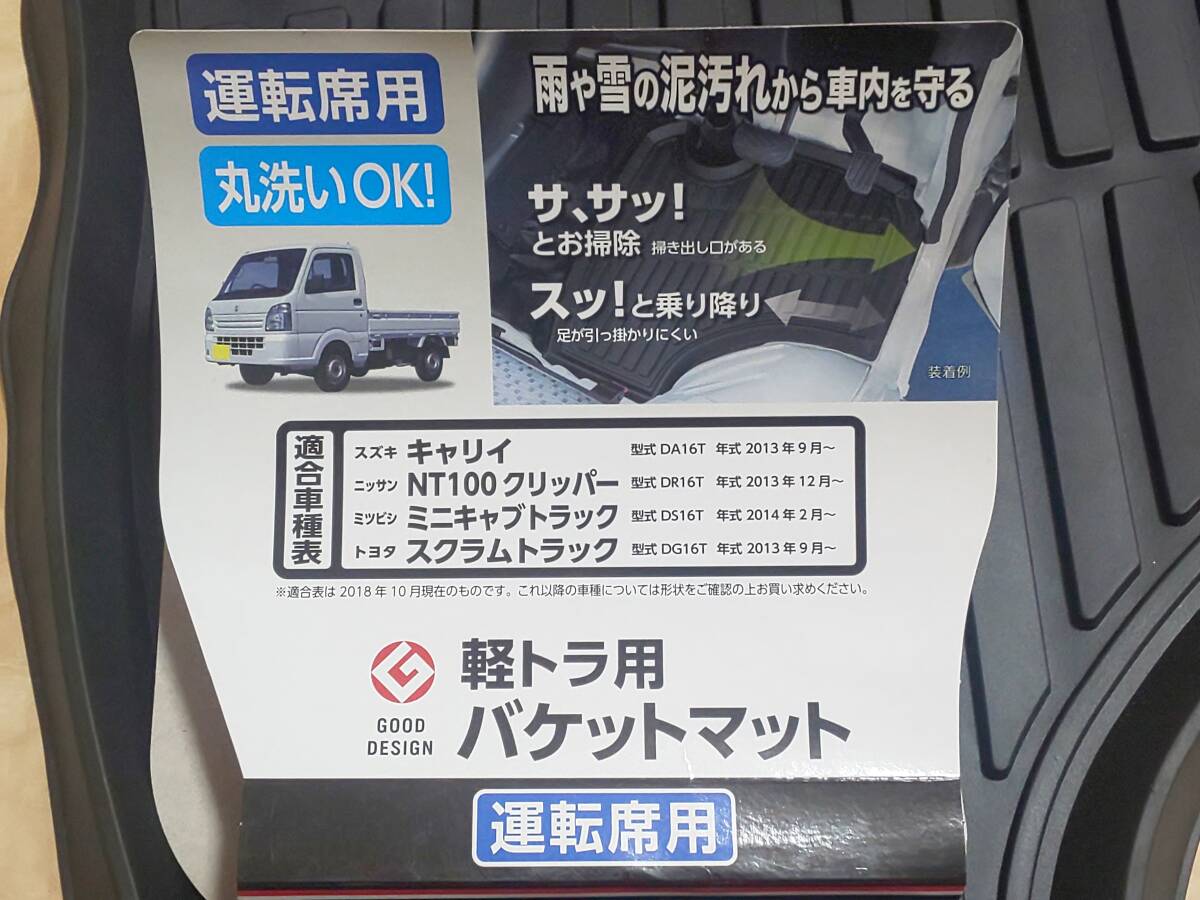 運転席用
丸洗いOK!
雨や雪の泥汚れから車内を守る
サ、サッ!
とお掃除 掃き出し口がある
スッ!と乗り降り
足が引っ掛かりにくい
装着例
適合車種表
スズキ キャリイ 型式 DA16T 年式 2013年9月~
ニッサン NT100クリッパー 型式 DR16T 年式 2013年12月~
ミツビシ ミニキャブトラック 型式 DS16T 年式 2014年2月~
トヨタ スクラムトラック 型式 DG16T 年式 2013年9月~
※適合表は2018年10月現在のものです。これ以降の車種については形状をご確認の上お買い求めください。
GOOD
DESIGN
軽トラ用
バケットマット
運転席用